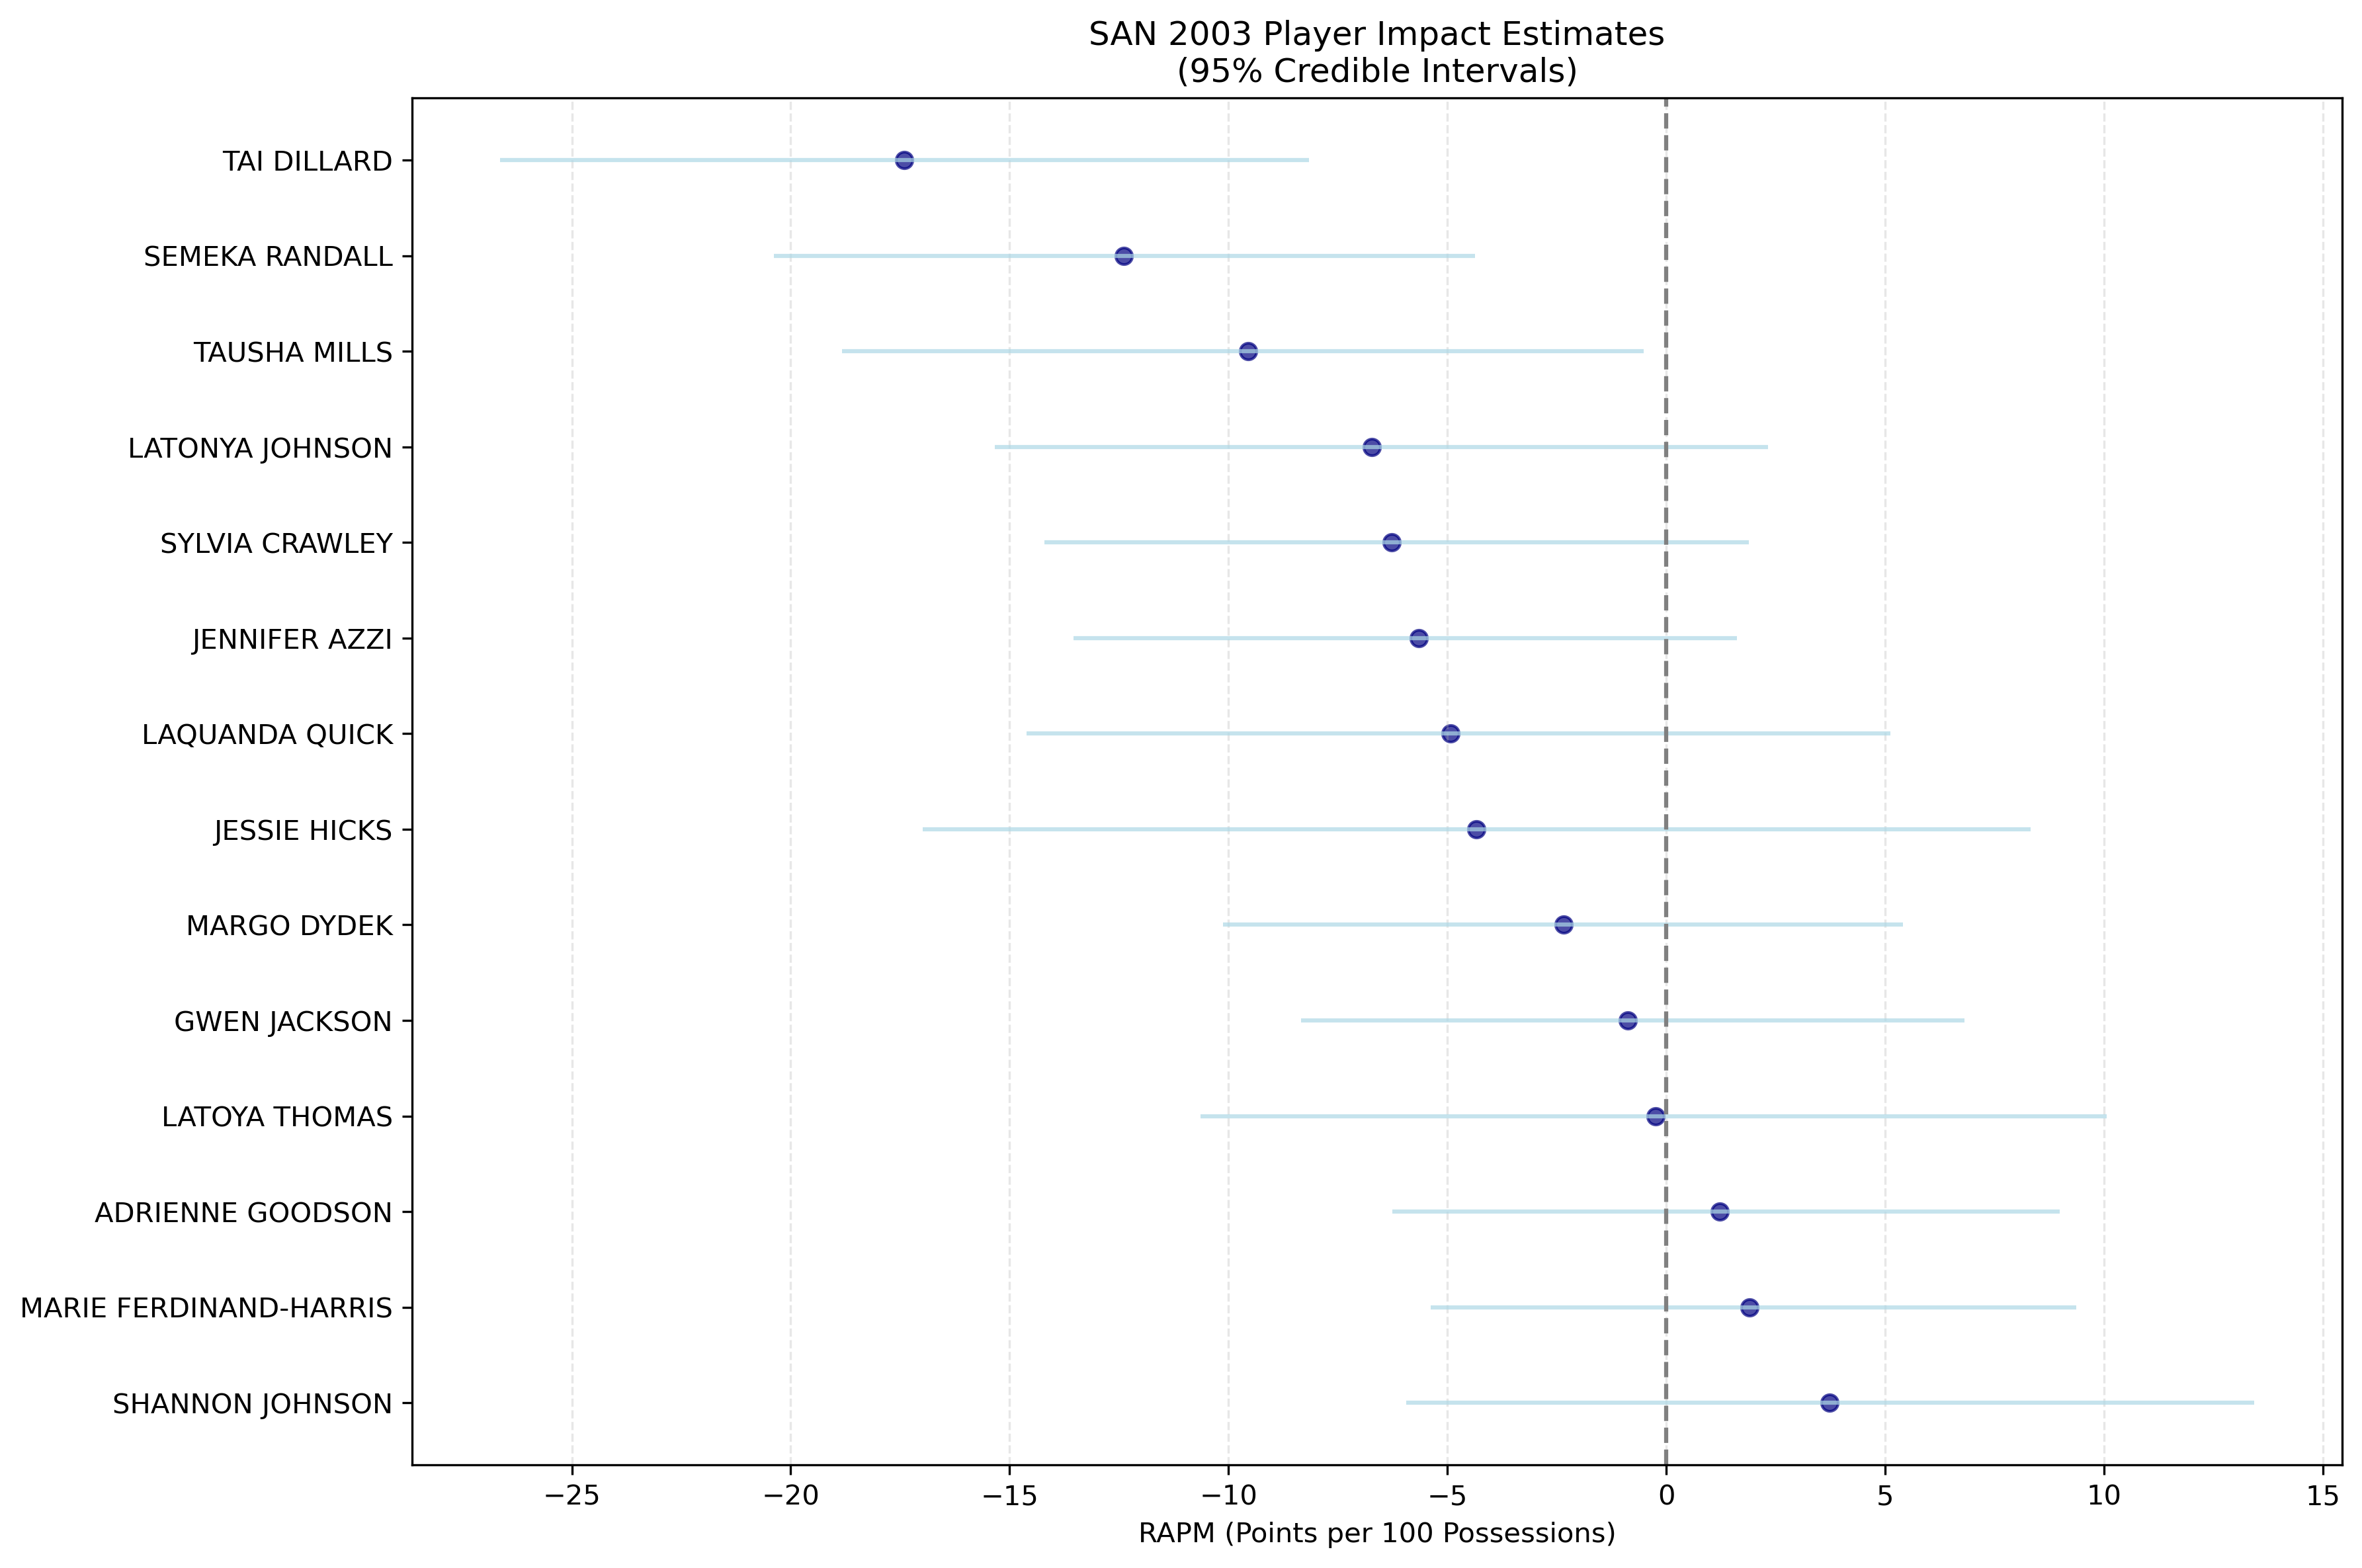 SAN 2003 Player Impact Estimates
(95% Credible Intervals)
TAI DILLARD
SEMEKA RANDALL
TAUSHA MILLS
LATONYA JOHNSON
SYLVIA CRAWLEY
JENNIFER AZZI
LAQUANDA QUICK
JESSIE HICKS
MARGO DYDEK
GWEN JACKSON
LATOYA THOMAS
ADRIENNE GOODSON
MARIE FERDINAND-HARRIS
SHANNON JOHNSON
−25 −20 −15 −10 −5 0 5 10 15
RAPM (Points per 100 Possessions)